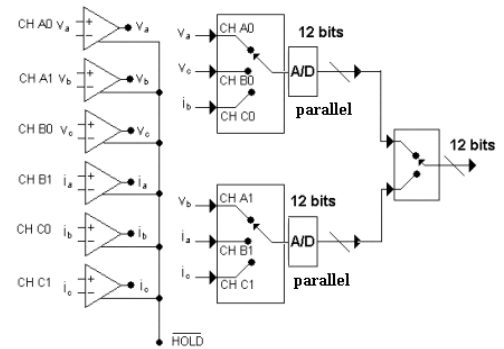 CH A0 Va Va
CH A1 Vb Vb
CH B0 Vc Vc
CH B1 ia ia
CH C0 ib ib
CH C1 ic ic
HOLD
Va CH A0
Vc CH B0
ib CH C0
12 bits
A/D
parallel
Vb CH A1
ia CH B1
ic CH C1
12 bits
A/D
parallel
12 bits